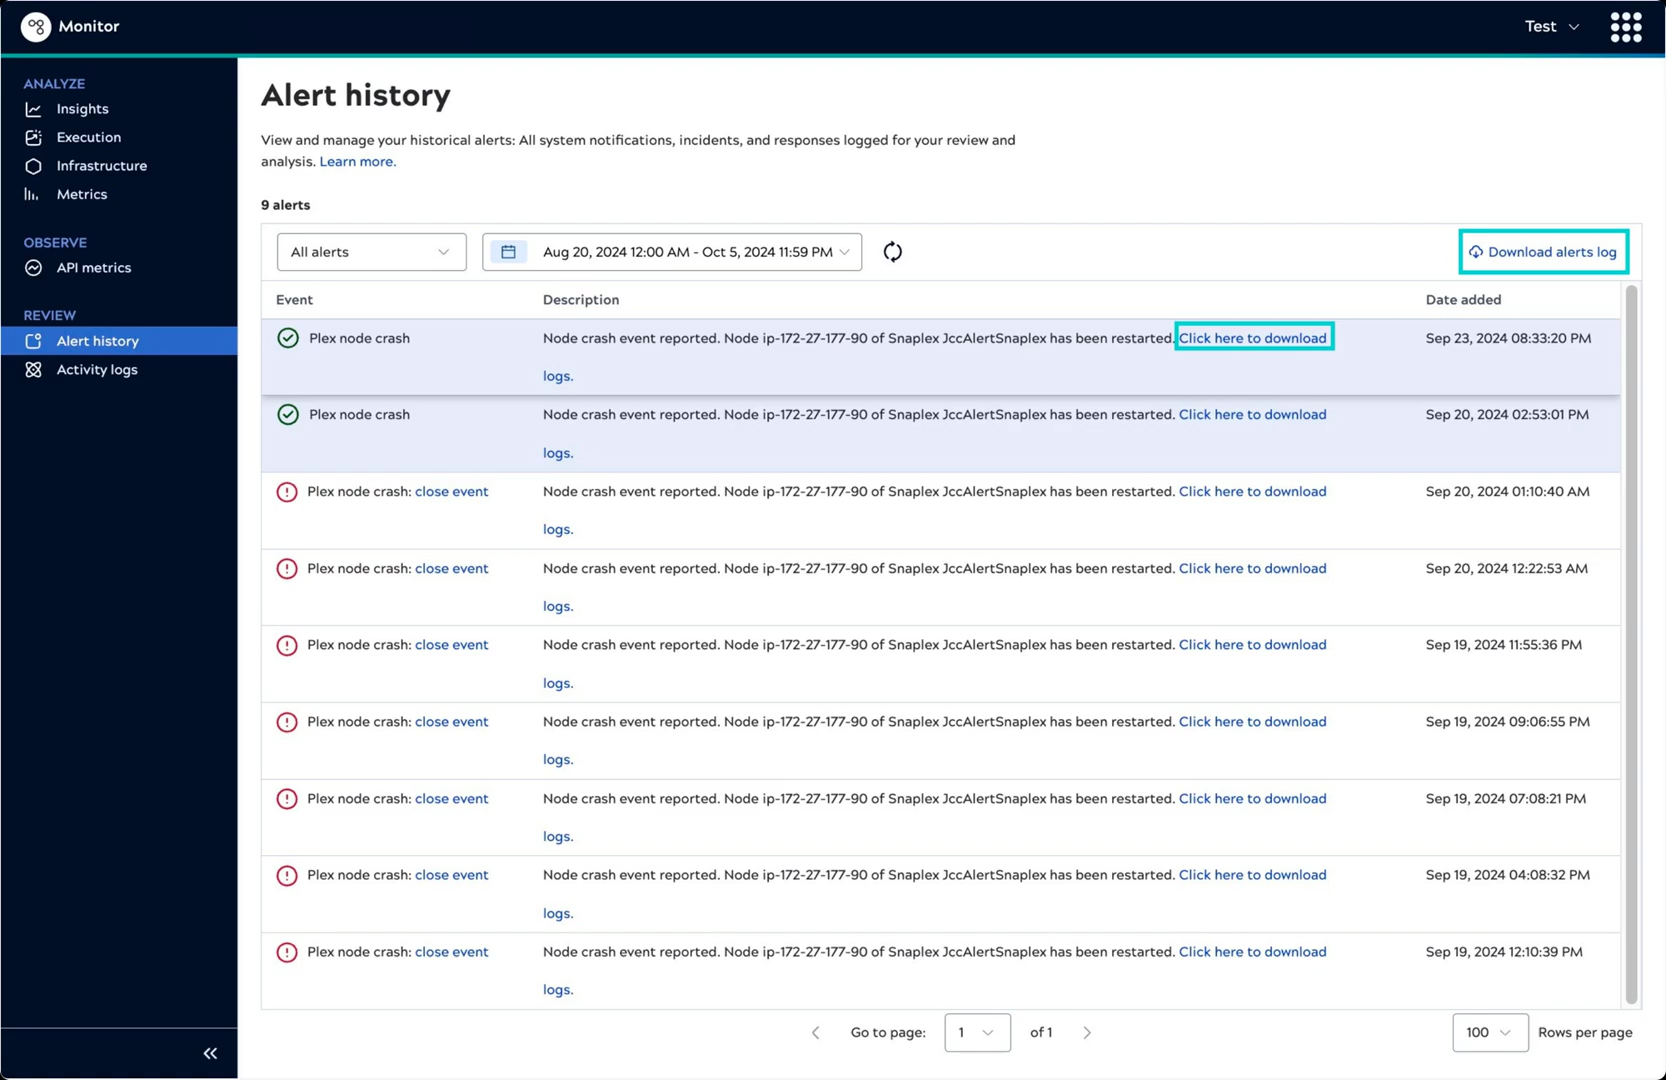 Monitor
Test
ANALYZE
Insights
Execution
Infrastructure
Metrics
OBSERVE
API metrics
REVIEW
Alert history
Activity logs
Alert history
View and manage your historical alerts: All system notifications, incidents, and responses logged for your review and
analysis. Learn more.
9 alerts
All alerts
Aug 20, 2024 12:00 AM - Oct 5, 2024 11:59 PM
Download alerts log
Event Description Date added
Plex node crash Node crash event reported. Node ip-172-27-177-90 of Snaplex JccAlertSnaplex has been restarted. Click here to download Sep 23, 2024 08:33:20 PM
logs.
Plex node crash Node crash event reported. Node ip-172-27-177-90 of Snaplex JccAlertSnaplex has been restarted. Click here to download Sep 20, 2024 02:53:01 PM
logs.
Plex node crash: close event Node crash event reported. Node ip-172-27-177-90 of Snaplex JccAlertSnaplex has been restarted. Click here to download Sep 20, 2024 01:10:40 AM
logs.
Plex node crash: close event Node crash event reported. Node ip-172-27-177-90 of Snaplex JccAlertSnaplex has been restarted. Click here to download Sep 20, 2024 12:22:53 AM
logs.
Plex node crash: close event Node crash event reported. Node ip-172-27-177-90 of Snaplex JccAlertSnaplex has been restarted. Click here to download Sep 19, 2024 11:55:36 PM
logs.
Plex node crash: close event Node crash event reported. Node ip-172-27-177-90 of Snaplex JccAlertSnaplex has been restarted. Click here to download Sep 19, 2024 09:06:55 PM
logs.
Plex node crash: close event Node crash event reported. Node ip-172-27-177-90 of Snaplex JccAlertSnaplex has been restarted. Click here to download Sep 19, 2024 07:08:21 PM
logs.
Plex node crash: close event Node crash event reported. Node ip-172-27-177-90 of Snaplex JccAlertSnaplex has been restarted. Click here to download Sep 19, 2024 04:08:32 PM
logs.
Plex node crash: close event Node crash event reported. Node ip-172-27-177-90 of Snaplex JccAlertSnaplex has been restarted. Click here to download Sep 19, 2024 12:10:39 PM
logs.
Go to page: 1 of 1 100 Rows per page